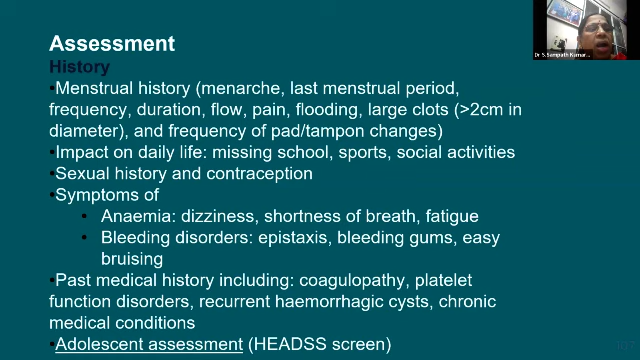 Assessment
History
▪Menstrual history (menarche, last menstrual period,
frequency, duration, flow, pain, flooding, large clots (>2cm in
diameter), and frequency of pad/tampon changes)
▪Impact on daily life: missing school, sports, social activities
▪Sexual history and contraception
▪Symptoms of
• Anaemia: dizziness, shortness of breath, fatigue
• Bleeding disorders: epistaxis, bleeding gums, easy
bruising
▪Past medical history including: coagulopathy, platelet
function disorders, recurrent haemorrhagic cysts, chronic
medical conditions
▪Adolescent assessment (HEADSS screen)
Dr S.Sampath Kumar...